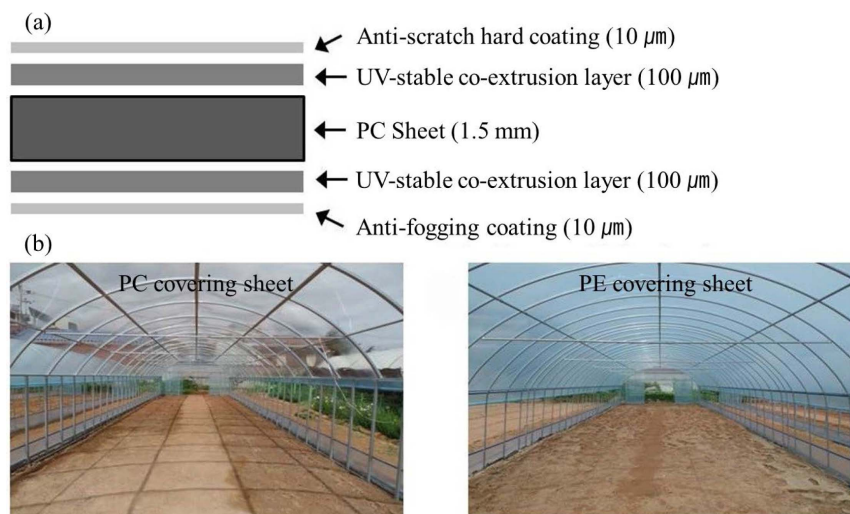 (a)
Anti-scratch hard coating (10 ㎛)
UV-stable co-extrusion layer (100 ㎛)
PC Sheet (1.5 mm)
UV-stable co-extrusion layer (100 ㎛)
Anti-fogging coating (10 ㎛)
(b)
PC covering sheet
PE covering sheet